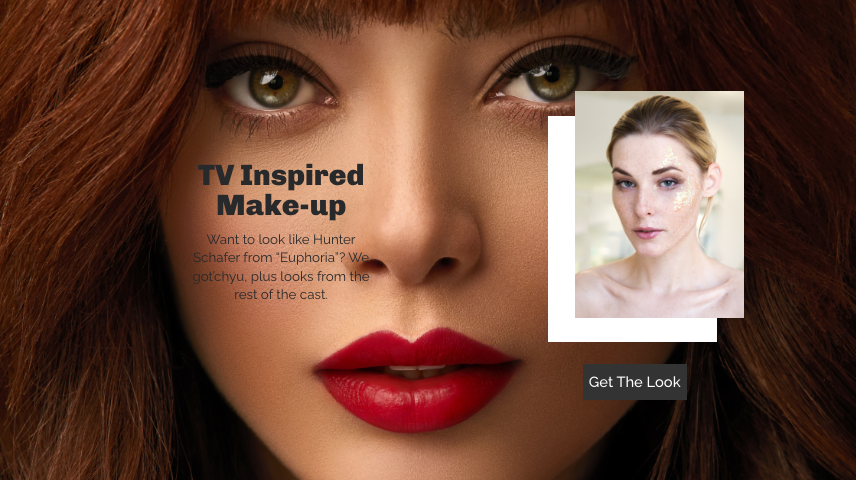 TV Inspired
Make-up
Want to look like Hunter
Schafer from "Euphoria"? We
got'chyu, plus looks from the
rest of the cast.
Get The Look